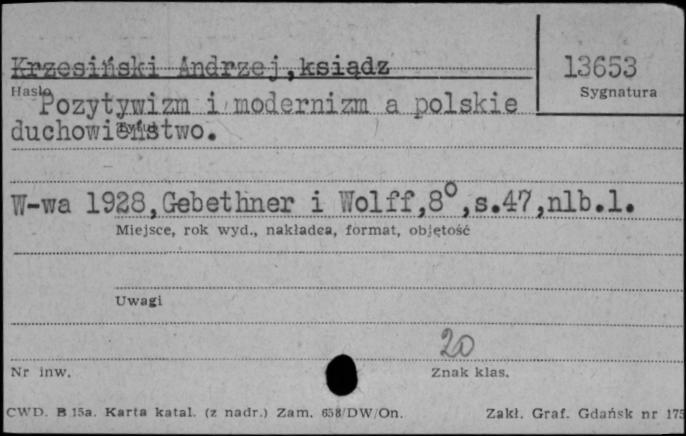 Krzesiński Andrzej, ksiądz
13653
Hasło
Sygnatura
Pozytywizm i modernizm a polskie
duchowieństwo.
W-wa 1928, Gebethner i Wolff, 8°, s.47, nlb.1.
Miejsce, rok wyd., nakładca, format, objętość
Uwagi
20
Nr inw.
Znak klas.
CWD. B 15a. Karta katal. (z nadr.) Zam. 658/DW/On.
Zakł. Graf. Gdańsk nr 175